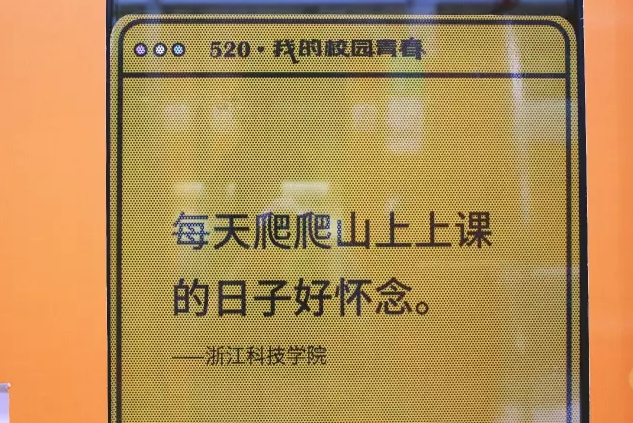 520·我的校园青春
每天爬爬山上上课
的日子好怀念。
——浙江科技学院